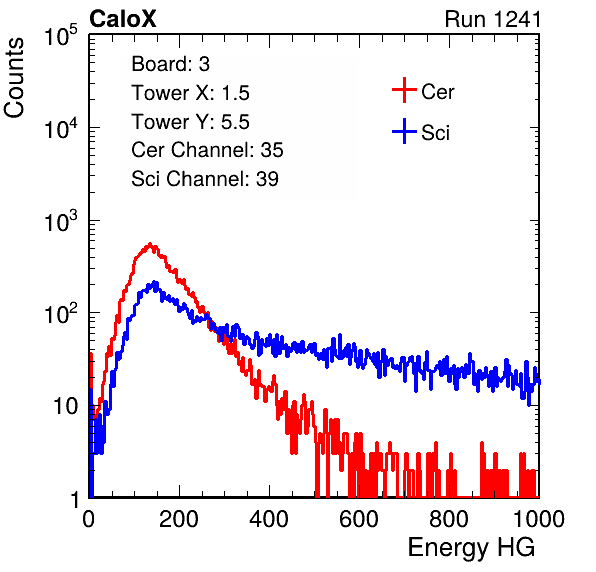 CaloX
Run 1241
Counts
10^5
10^4
10^3
10^2
10
1
Board: 3
Tower X: 1.5
Tower Y: 5.5
Cer Channel: 35
Sci Channel: 39
Cer
Sci
0 200 400 600 800 1000
Energy HG